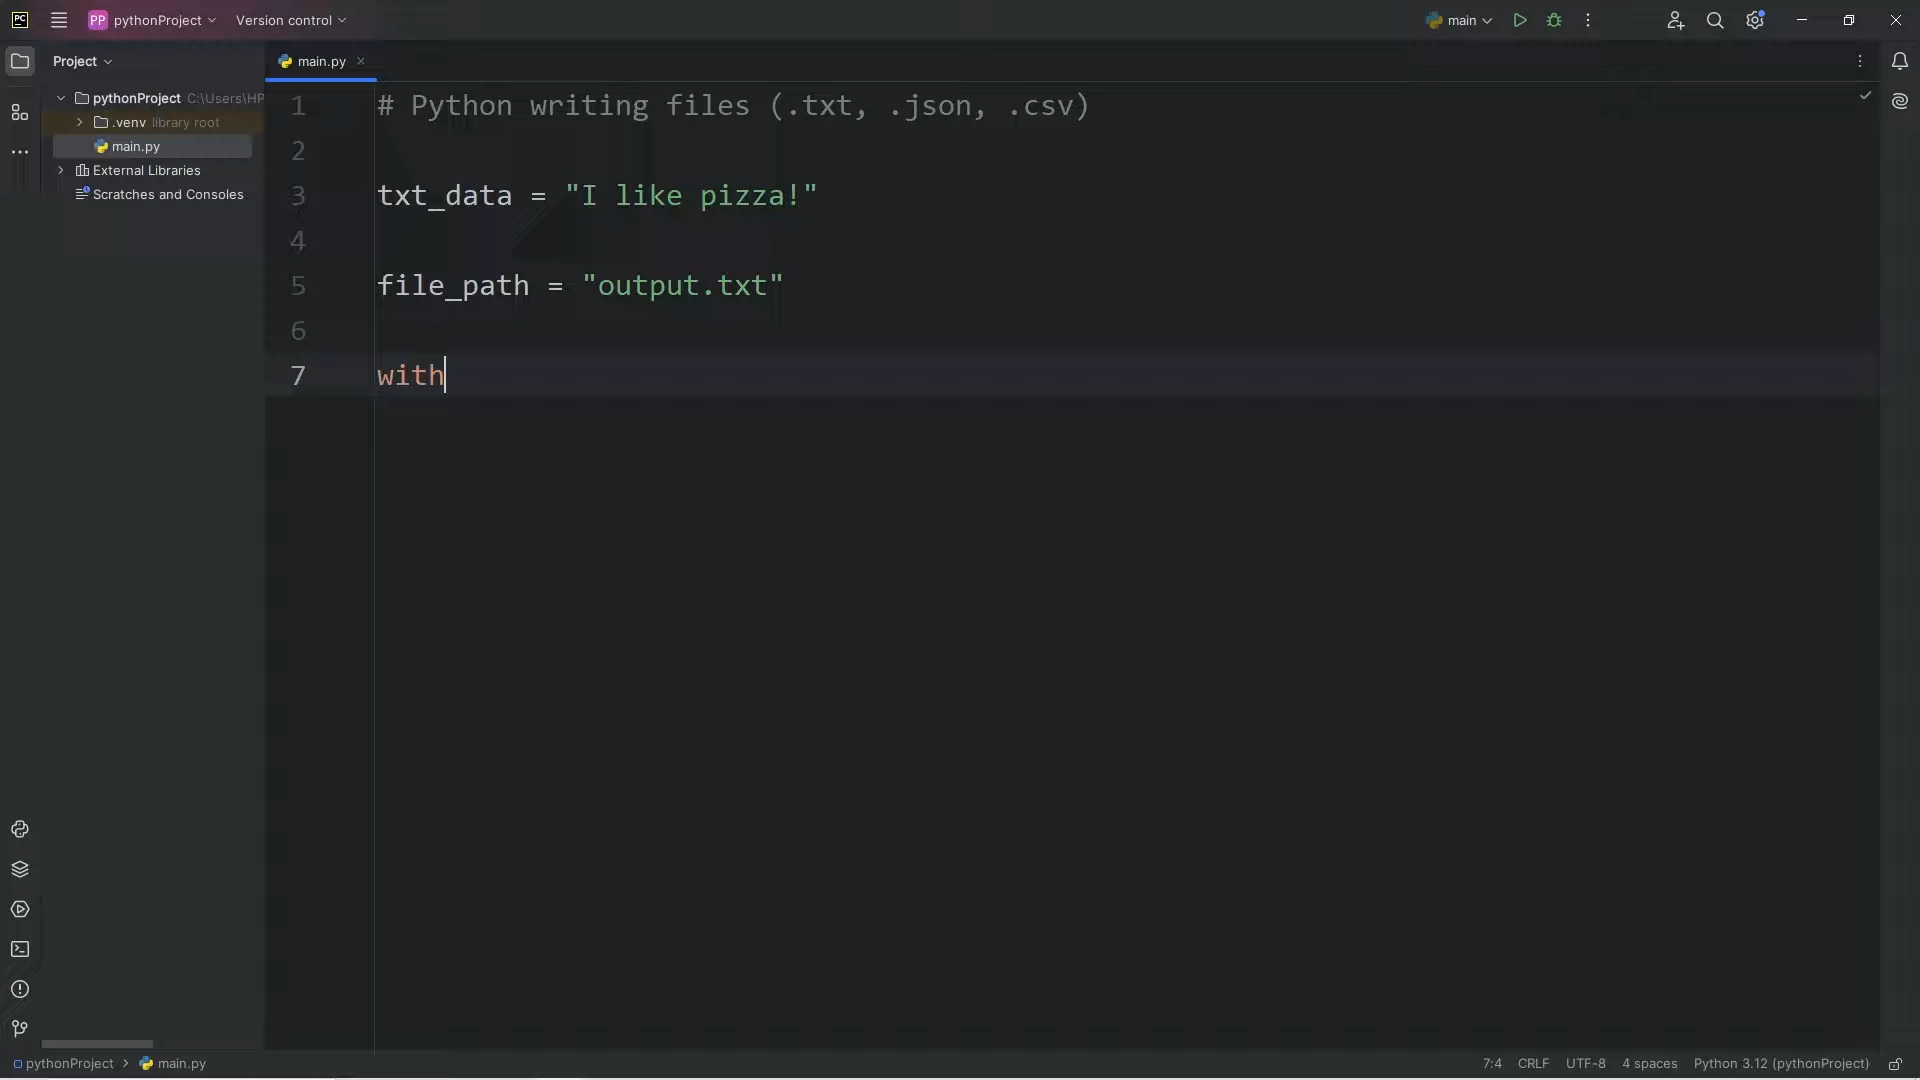 PC PP pythonProject Version control main
Project main.py
pythonProject C:\Users\HP
.venv library root
main.py
External Libraries
Scratches and Consoles
1 # Python writing files (.txt, .json, .csv)
2
3 txt_data = "I like pizza!"
4
5 file_path = "output.txt"
6
7 with
pythonProject > main.py 7:4 CRLF UTF-8 4 spaces Python 3.12 (pythonProject)